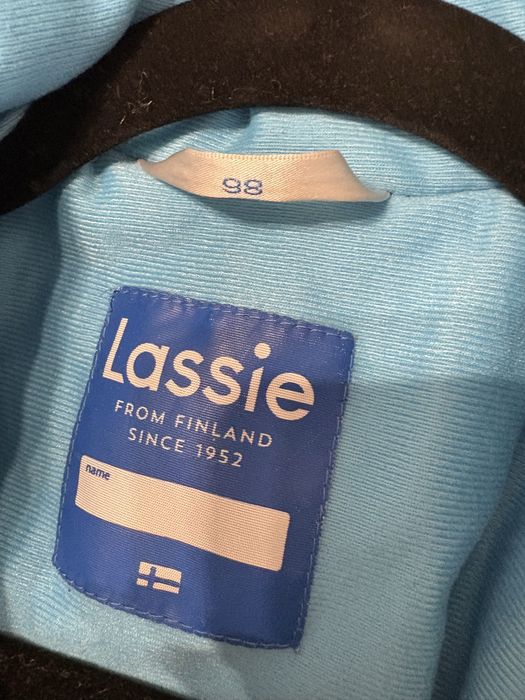 98
Lassie
FROM FINLAND
SINCE 1952
name